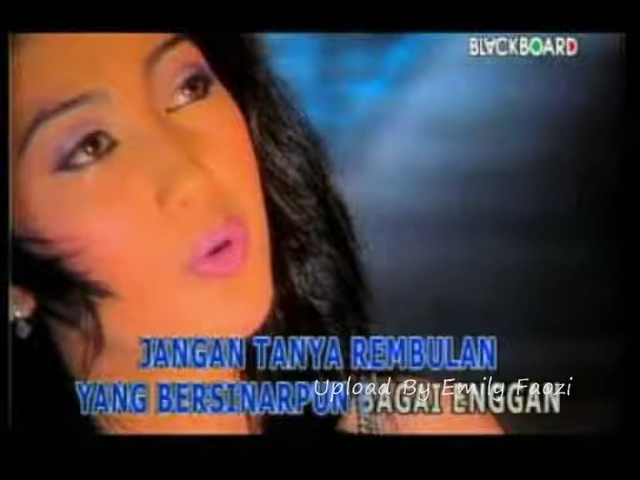 BLACKBOARD
JANGAN TANYA REMBULAN
Upload By Emily Faozi
YANG BERSINARPUN BAGAI ENGGAN